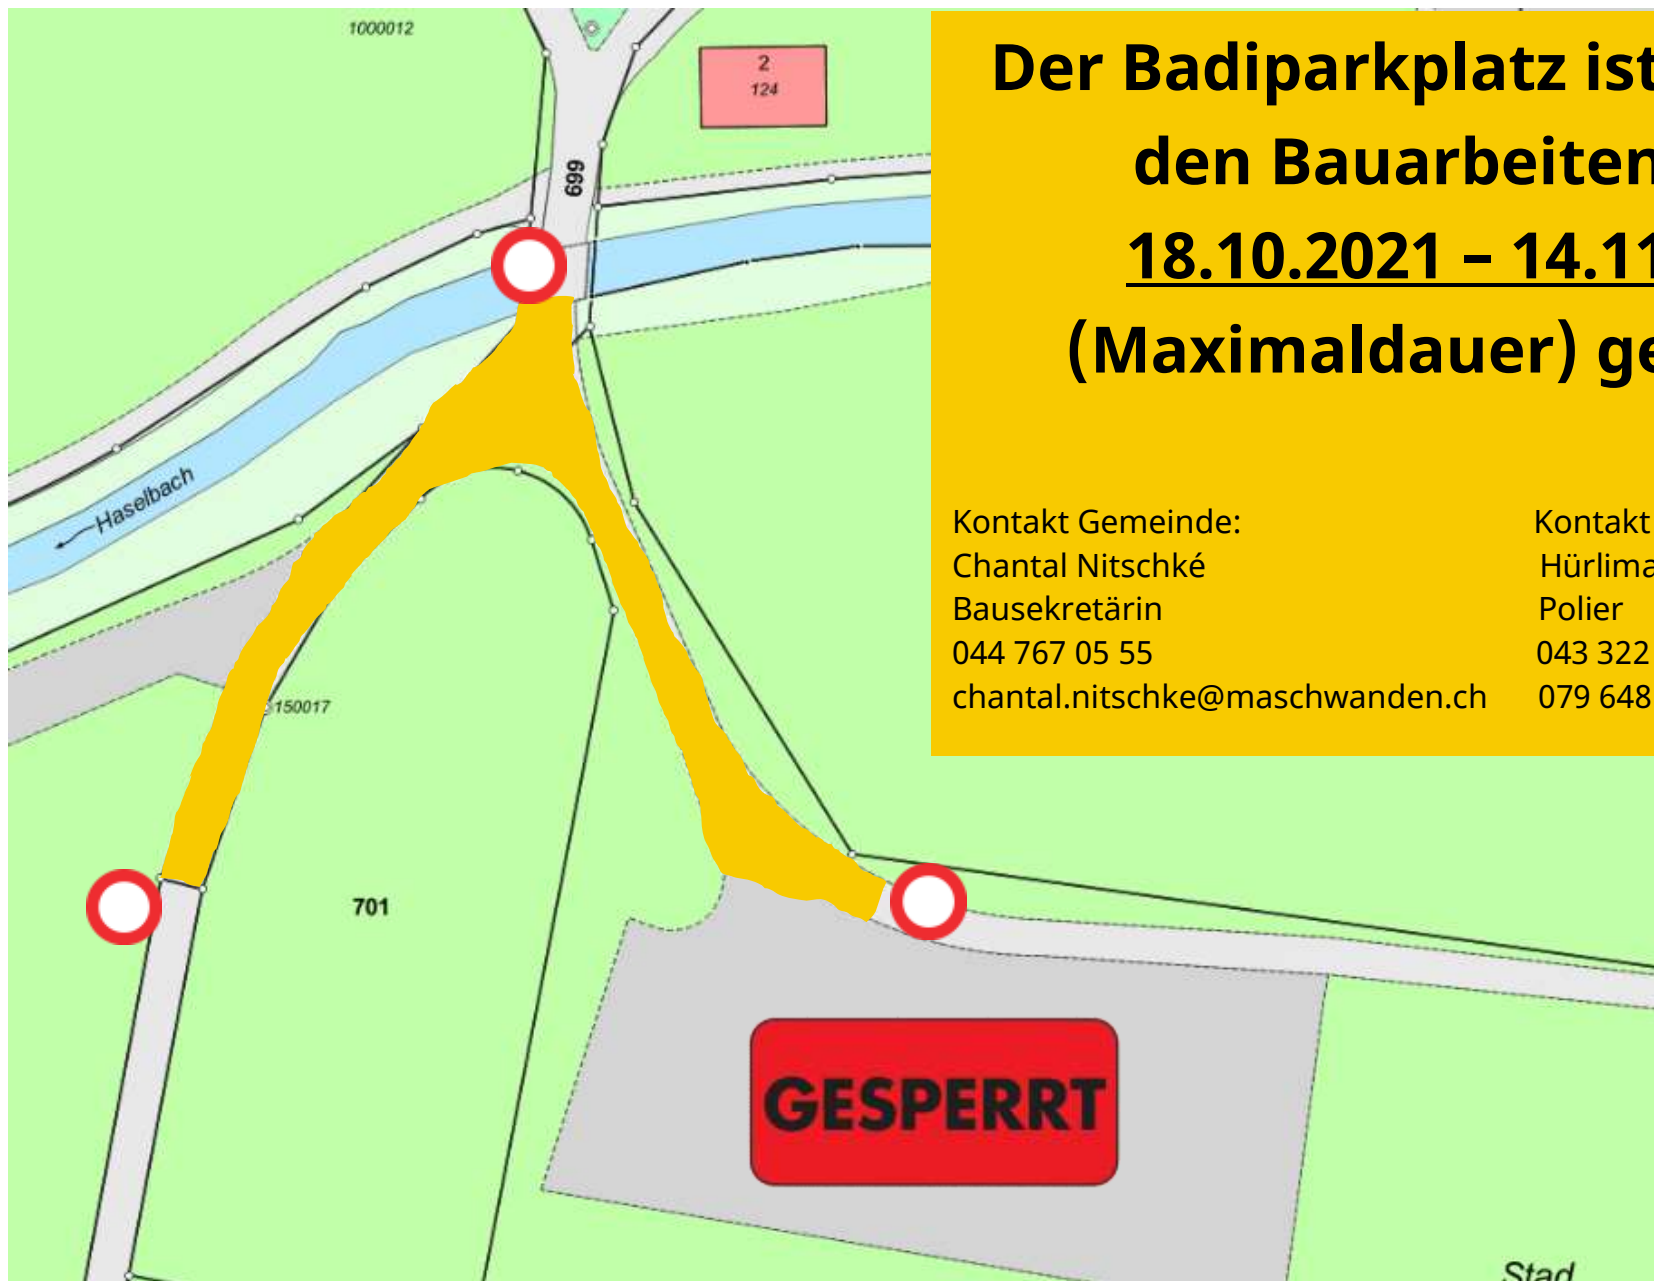 1000012
2
124
699
Der Badiparkplatz ist
den Bauarbeiten
18.10.2021 – 14.11
(Maximaldauer) ge
Haselbach
Kontakt Gemeinde: Kontakt
Chantal Nitschké Hürlima
Bausekretärin Polier
044 767 05 55 043 322
chantal.nitschke@maschwanden.ch 079 648
150017
701
GESPERRT
Stad